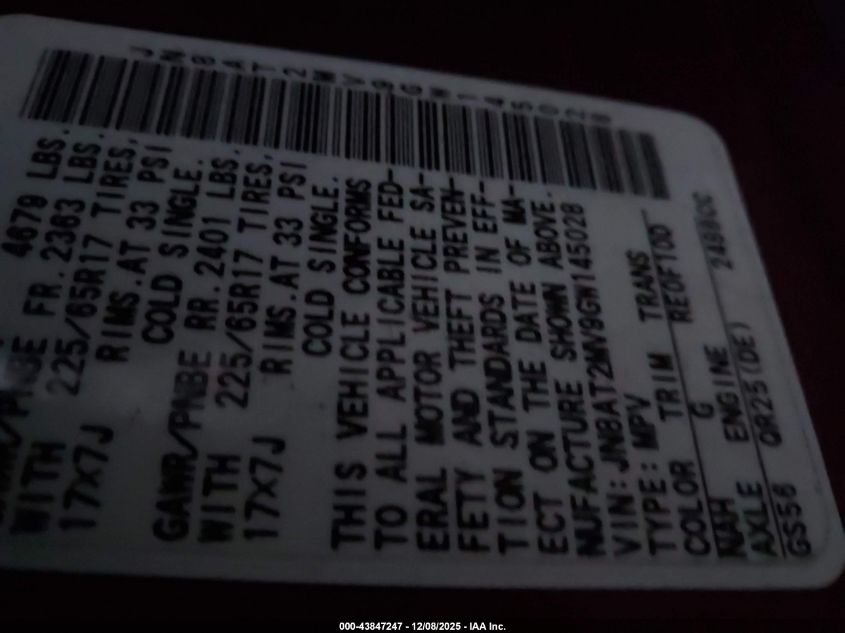 JN8AT2MV9GW145028
4679 LBS.
FR. 2363 LBS.
WITH 225/65R17 TIRES,
17X7J RIMS. AT 33 PSI
COLD SINGLE.
GAWR/PNBE RR. 2401 LBS.
WITH 225/65R17 TIRES,
17X7J RIMS. AT 33 PSI
COLD SINGLE.
THIS VEHICLE CONFORMS
TO ALL APPLICABLE FED-
ERAL MOTOR VEHICLE SA-
FETY AND THEFT PREVEN-
TION STANDARDS IN EFF-
ECT ON THE DATE OF MA-
NUFACTURE SHOWN ABOVE.
VIN: JN8AT2MV9GW145028
TYPE: MPV
COLOR TRIM TRANS
NAH G RE0F10D
AXLE ENGINE
GS56 QR25(DE) 2488CC
000-43847247 - 12/08/2025 - IAA Inc.